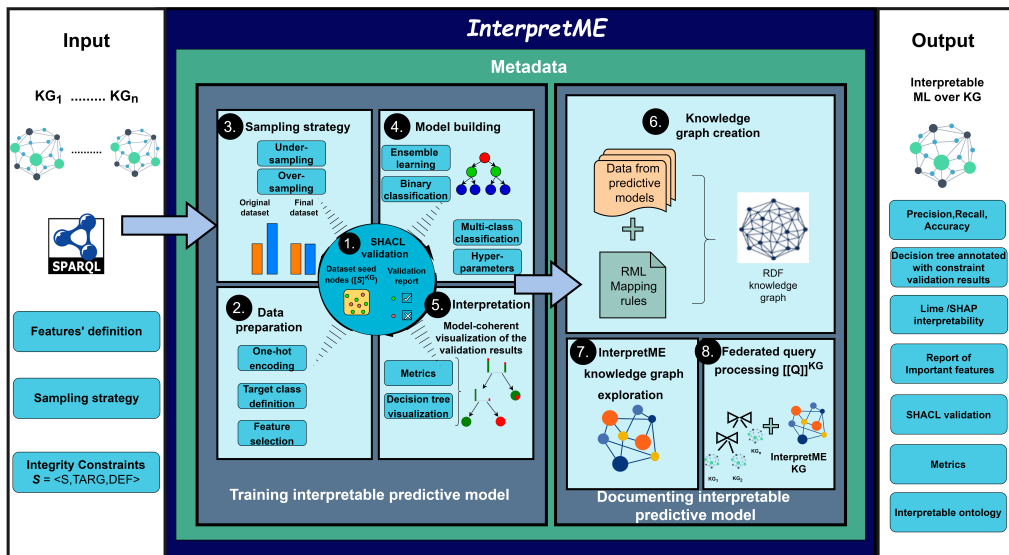 Input
KG1 ......... KGn
..........
SPARQL
Features' definition
Sampling strategy
Integrity Constraints
S = <S,TARG,DEF>
InterpretME
Metadata
3. Sampling strategy
Under-
sampling
Over-
sampling
Original
dataset
Final
dataset
4. Model building
Ensemble
learning
Binary
classification
Multi-class
classification
Hyper-
parameters
1. SHACL
validation
Dataset seed
nodes ([S]KG)
Validation
report
2. Data
preparation
One-hot
encoding
Target class
definition
Feature
selection
5. Interpretation
Model-coherent
visualization of the
validation results
Metrics
Decision tree
visualization
Training interpretable predictive model
6. Knowledge
graph creation
Data from
predictive
models
+
RML
Mapping
rules
RDF
knowledge
graph
7. InterpretME
knowledge graph
exploration
8. Federated query
processing [[Q]]KG
KG1
KG2
KGn
+
InterpretME
KG
Documenting interpretable
predictive model
Output
Interpretable
ML over KG
Precision,Recall,
Accuracy
Decision tree annotated
with constraint
validation results
Lime /SHAP
interpretability
Report of
Important features
SHACL validation
Metrics
Interpretable ontology